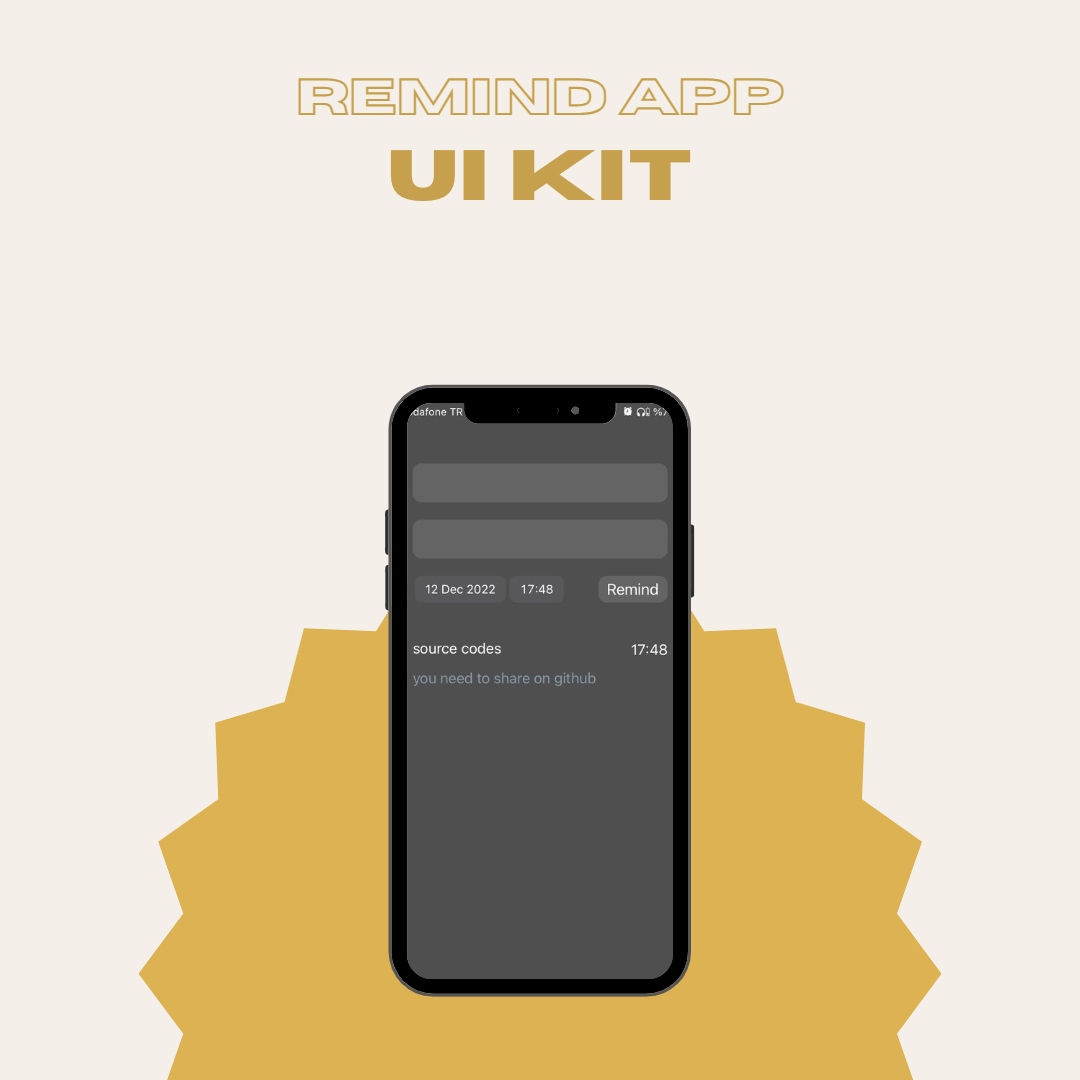 REMIND APP
UI KIT
dafone TR %
12 Dec 2022 17:48 Remind
source codes 17:48
you need to share on github